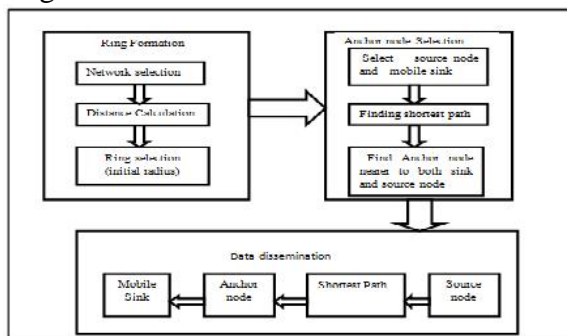 Ring Formation
Network selection
Distance Calculation
Ring selection
(initial radius)
Anchor node Selection
Select source node
and mobile sink
Finding shortest path
Find Anchor node
nearer to both sink
and source node
Data dissemination
Mobile
Sink
Anchor
node
Shortest Path
Source
node